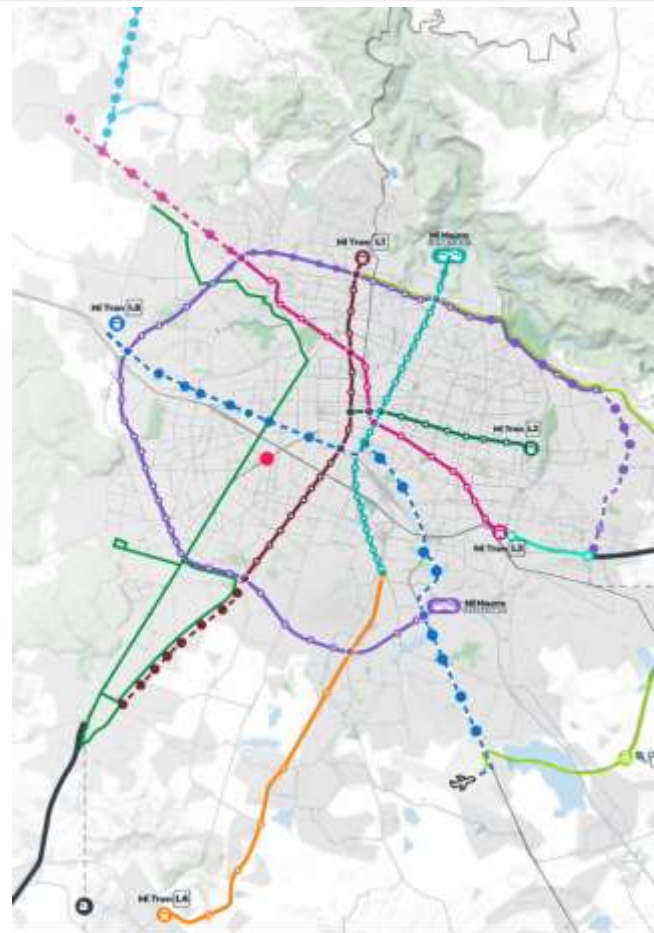 Mi Tren L1
Mi Macro
Mi Tren L5
Mi Tren L2
Mi Tren L3
Mi Macro
Mi Tren L4